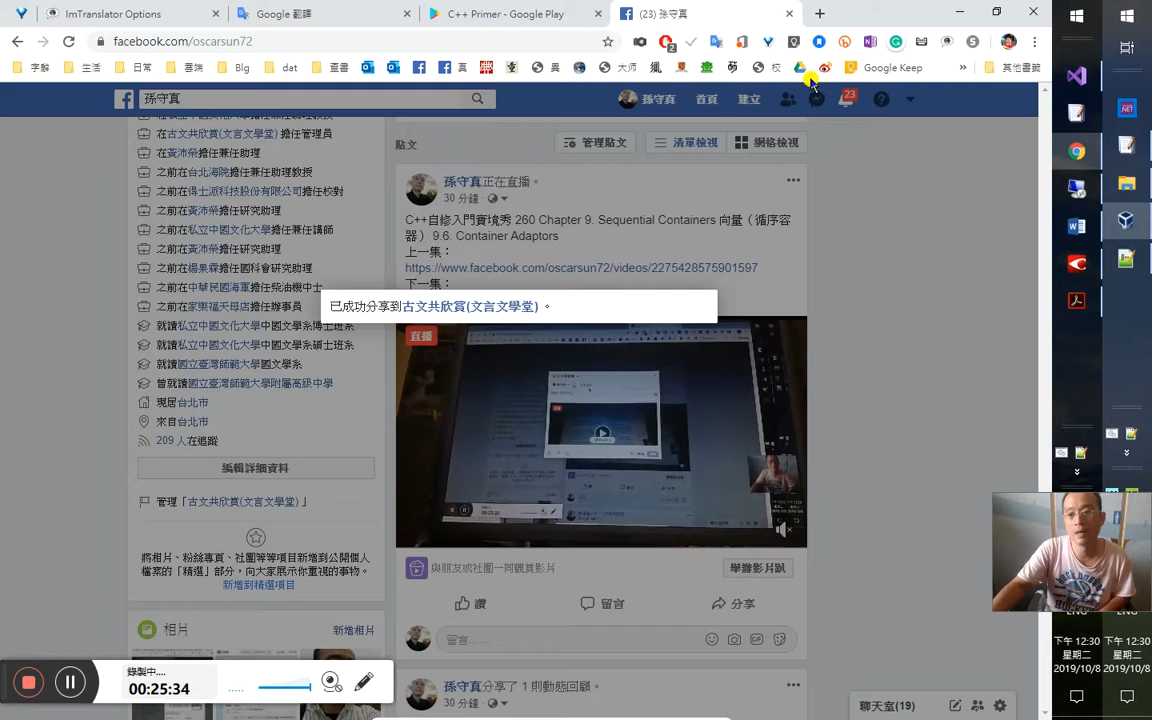 ImTranslator Options
Google 翻譯
C++ Primer - Google Play
(23) 孫守真
facebook.com/oscarsun72
字辭
生活
日常
雲端
Blg
dat
查書
真
異
大师
校
Google Keep
其他書籤
孫守真
孫守真
首頁
建立
23
在古文共欣賞(文言文學堂) 擔任管理員
在黃沛榮擔任兼任助理
之前在台北海院擔任兼任助理教授
之前在得士派科技股份有限公司擔任校對
之前在黃沛榮擔任研究助理
之前在私立中國文化大學擔任兼任講師
之前在黃沛榮擔任研究助理
之前在楊果霖擔任國科會研究助理
之前在中華民國海軍擔任柴油機中士
之前在家樂福天母店擔任辦事員
就讀私立中國文化大學中國文學系博士班系
就讀私立中國文化大學中國文學系碩士班系
就讀國立臺灣師範大學國文學系
曾就讀國立臺灣師範大學附屬高級中學
現居台北市
來自台北市
209 人在追蹤
編輯詳細資料
管理「古文共欣賞(文言文學堂) 」
將相片、粉絲專頁、社團等等項目新增到公開個人
檔案的「精選」部分，向大家展示你重視的事物。
新增到精選項目
相片
新增相片
貼文
管理貼文
清單檢視
網格檢視
孫守真正在直播。
30 分鐘
C++自修入門實境秀 260 Chapter 9. Sequential Containers 向量（循序容
器） 9.6. Container Adaptors
上一集：
https://www.facebook.com/oscarsun72/videos/2275428575901597
下一集：
已成功分享到古文共欣賞(文言文學堂) 。
直播
與朋友或社團一同觀賞影片
舉辦影片趴
讚
留言
分享
留言......
孫守真分享了 1 則動態回顧。
30 分鐘
聊天室(19)
錄製中....
00:25:34
下午 12:30
星期二
2019/10/8
下午 12:30
星期二
2019/10/8